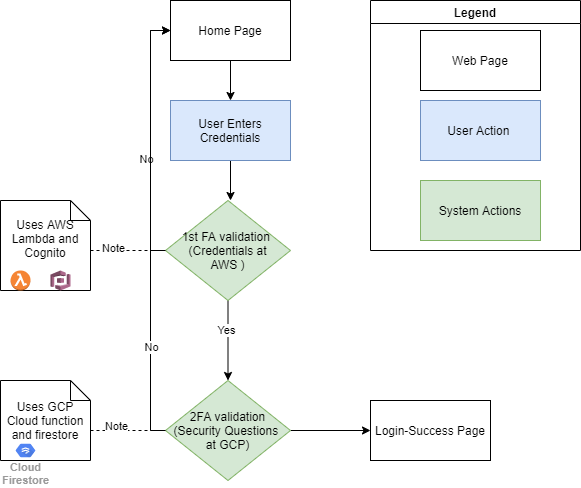 Home Page
Legend
Web Page
User Enters
Credentials
User Action
No
Uses AWS
Lambda and
Cognito
Note
1st FA validation
(Credentials at
AWS )
System Actions
Yes
No
Uses GCP
Cloud function
and firestore
Cloud
Firestore
Note
2FA validation
(Security Questions
at GCP)
Login-Success Page